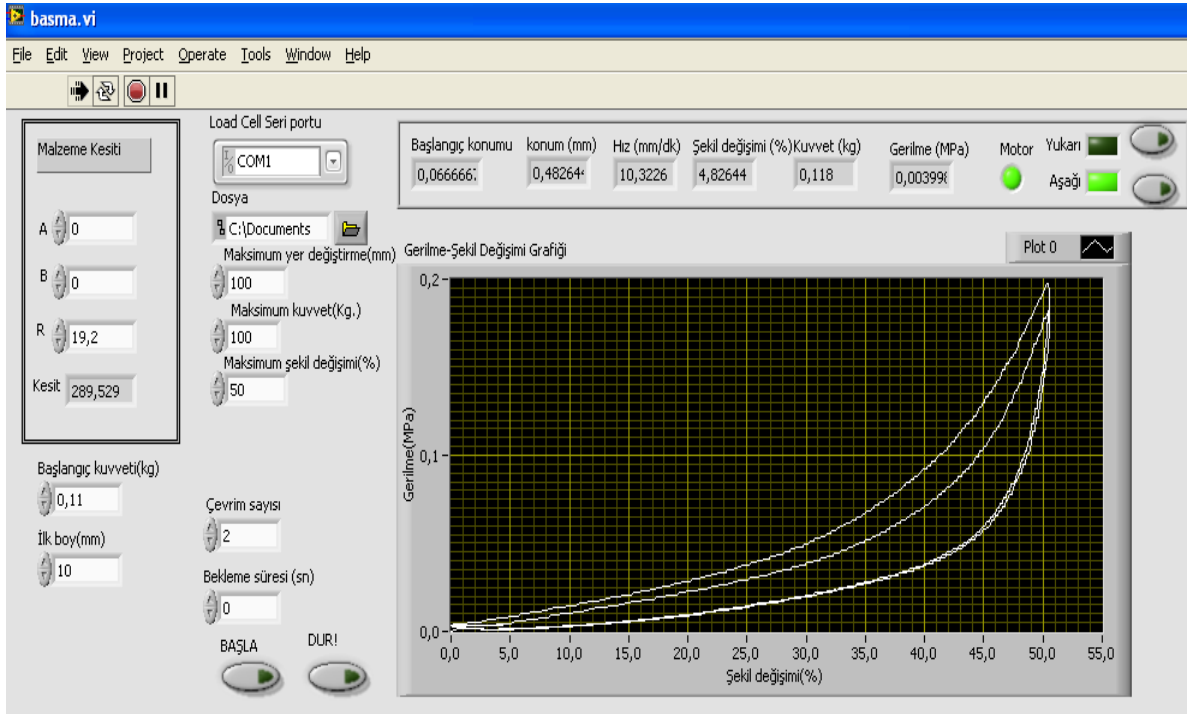 basma.vi
File Edit View Project Operate Tools Window Help
Malzeme Kesiti
A 0
B 0
R 19,2
Kesit 289,529
Başlangıç kuvveti(kg)
0,11
İlk boy(mm)
10
Load Cell Seri portu
COM1
Dosya
C:\Documents
Maksimum yer değiştirme(mm)
100
Maksimum kuvvet(Kg.)
100
Maksimum şekil değişimi(%)
50
Çevrim sayısı
2
Bekleme süresi (sn)
0
BAŞLA DUR!
Başlangıç konumu konum (mm) Hız (mm/dk) Şekil değişimi (%) Kuvvet (kg) Gerilme (MPa) Motor Yukarı
0,066666 0,48264 10,3226 4,82644 0,118 0,00399 Aşağı
Gerilme-Şekil Değişimi Grafiği
Plot 0
Gerilme(MPa)
0,2
0,1
0,0
0,0 5,0 10,0 15,0 20,0 25,0 30,0 35,0 40,0 45,0 50,0 55,0
Şekil değişimi(%)